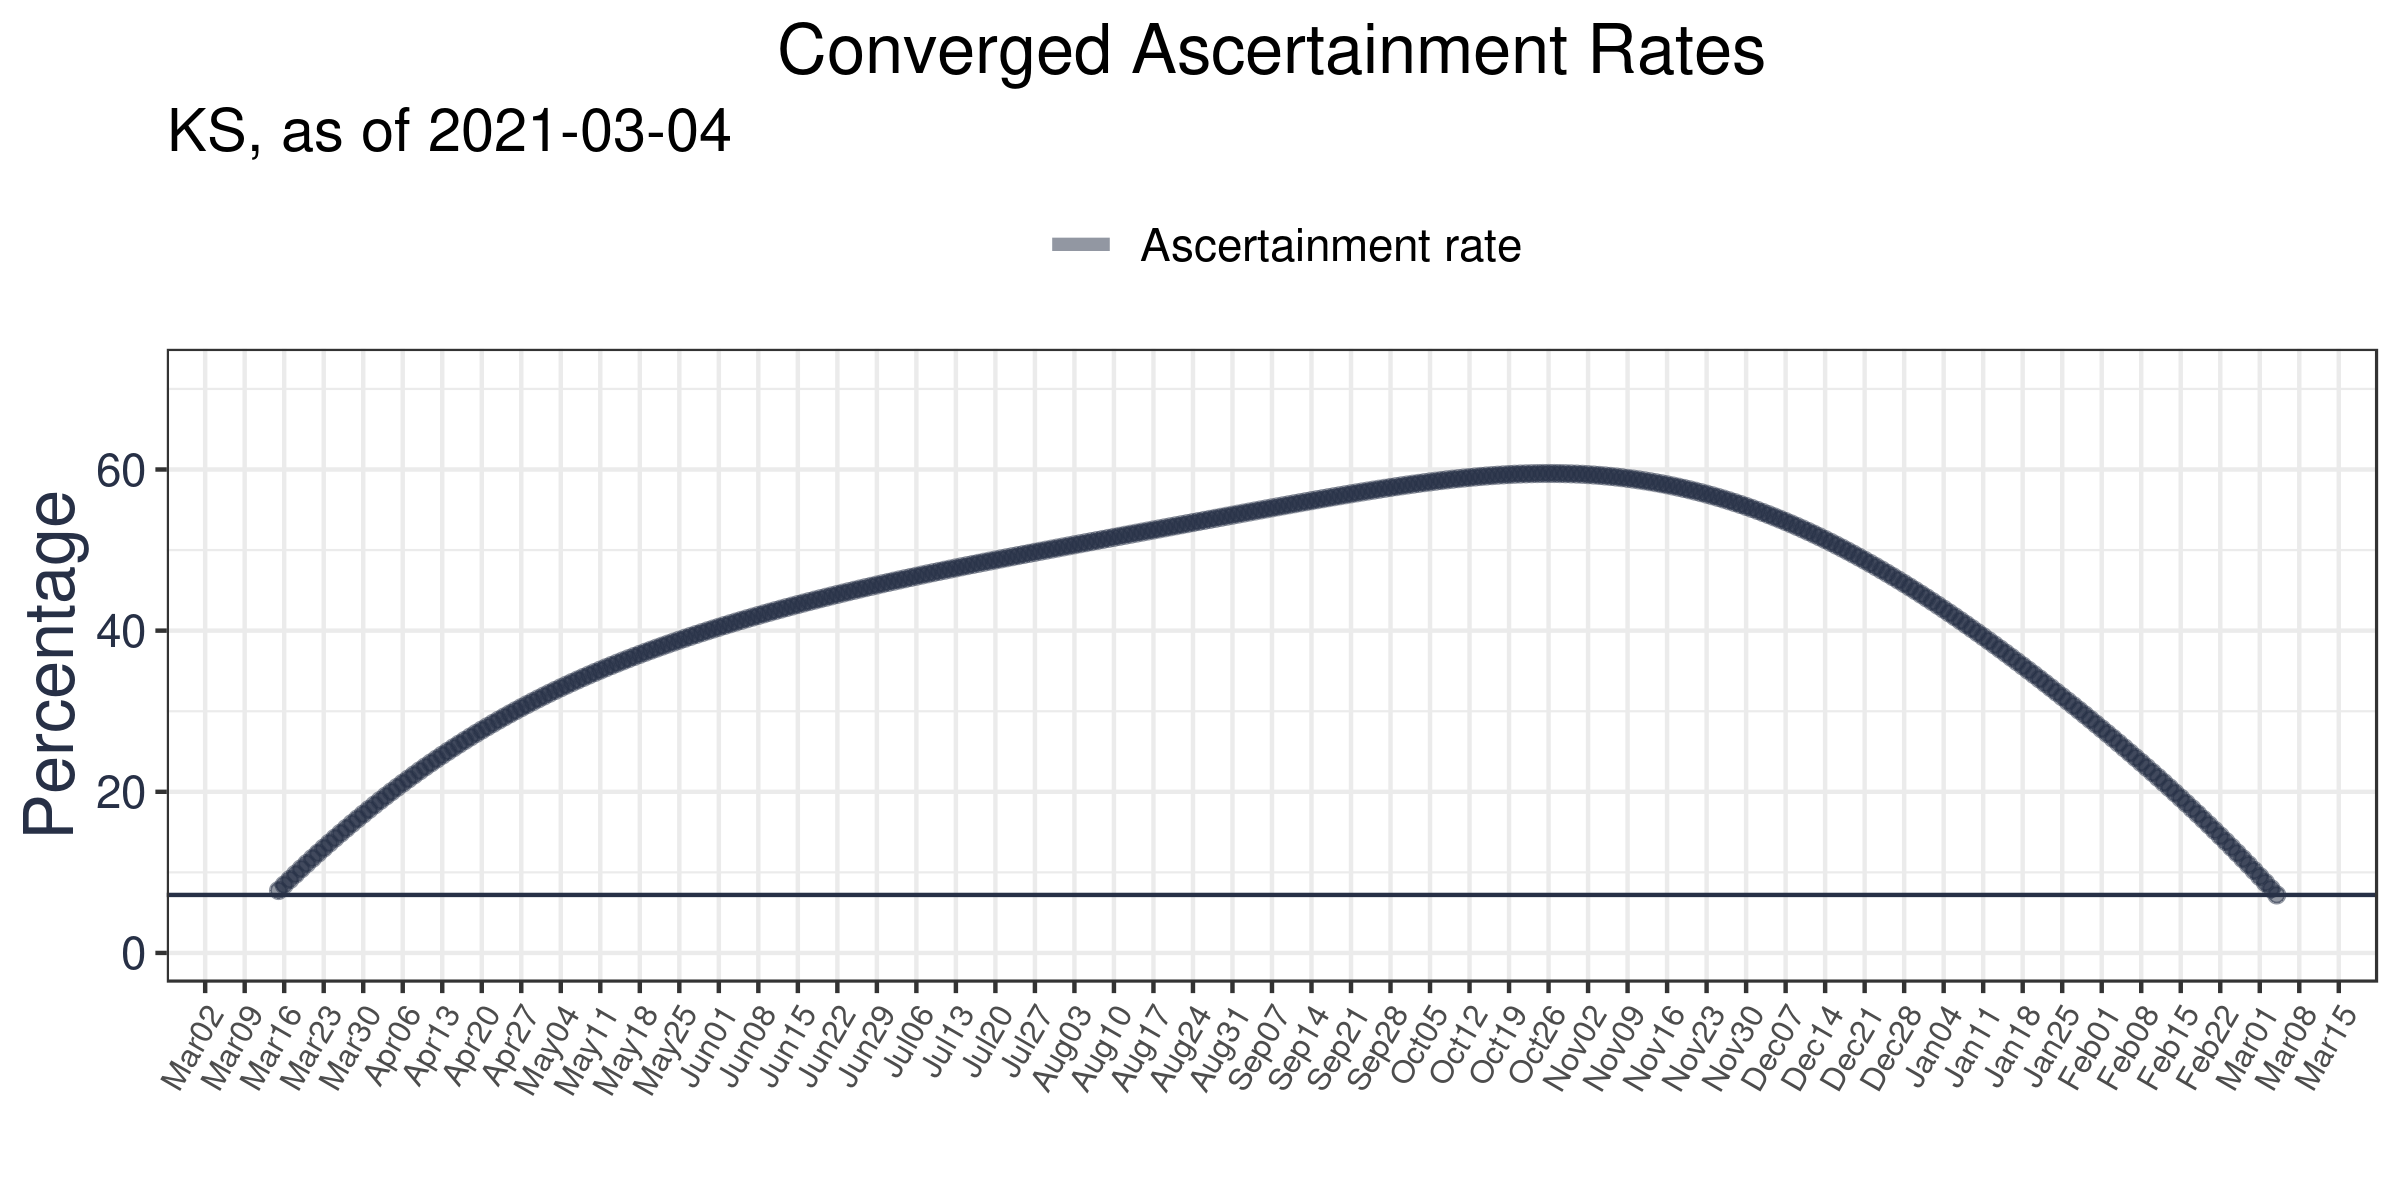 Converged Ascertainment Rates
KS, as of 2021-03-04
Ascertainment rate
Percentage
60
40
20
0
Mar02 Mar09 Mar16 Mar23 Mar30 Apr06 Apr13 Apr20 Apr27 May04 May11 May18 May25 Jun01 Jun08 Jun15 Jun22 Jun29 Jul06 Jul13 Jul20 Jul27 Aug03 Aug10 Aug17 Aug24 Aug31 Sep07 Sep14 Sep21 Sep28 Oct05 Oct12 Oct19 Oct26 Nov02 Nov09 Nov16 Nov23 Nov30 Dec07 Dec14 Dec21 Dec28 Jan04 Jan11 Jan18 Jan25 Feb01 Feb08 Feb15 Feb22 Mar01 Mar08 Mar15